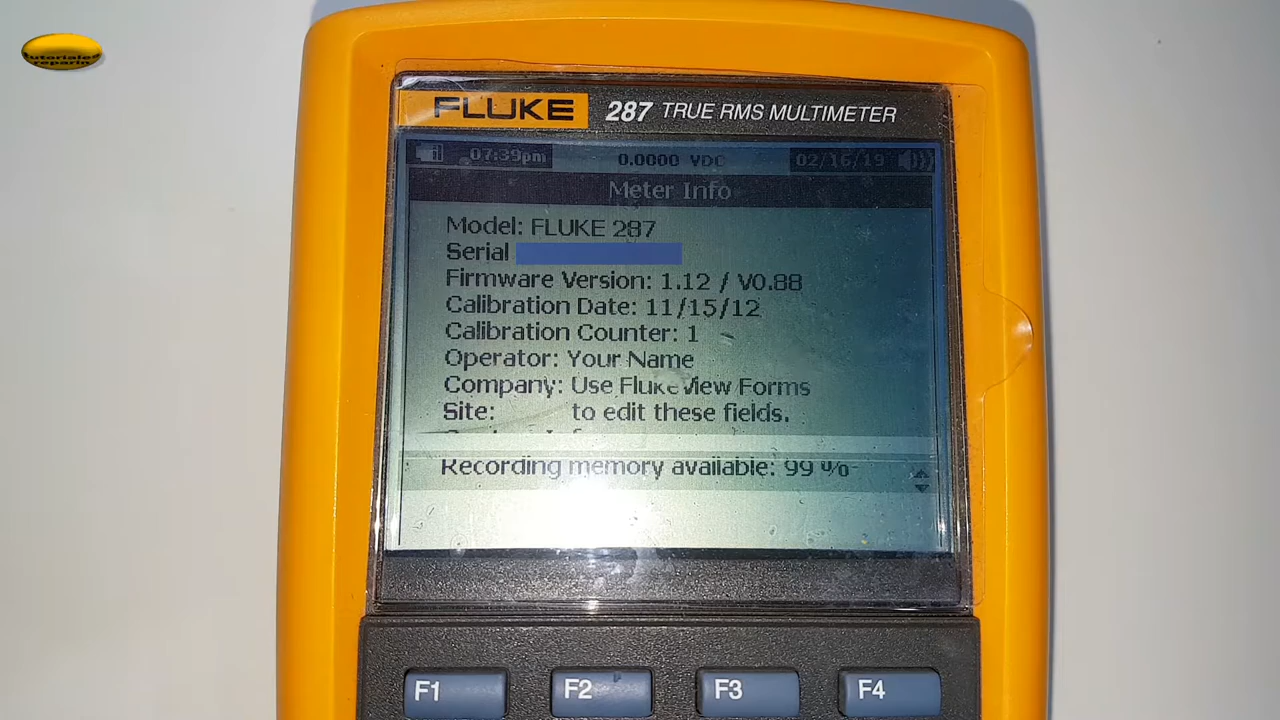 tutoriales
reparin
FLUKE 287 TRUE RMS MULTIMETER
07:39pm 0.0000 VDC 02/16/19
Meter Info
Model: FLUKE 287
Serial
Firmware Version: 1.12 / V0.88
Calibration Date: 11/15/12
Calibration Counter: 1
Operator: Your Name
Company: Use FlukeView Forms
Site: to edit these fields.
Recording memory available: 99 %
F1 F2 F3 F4